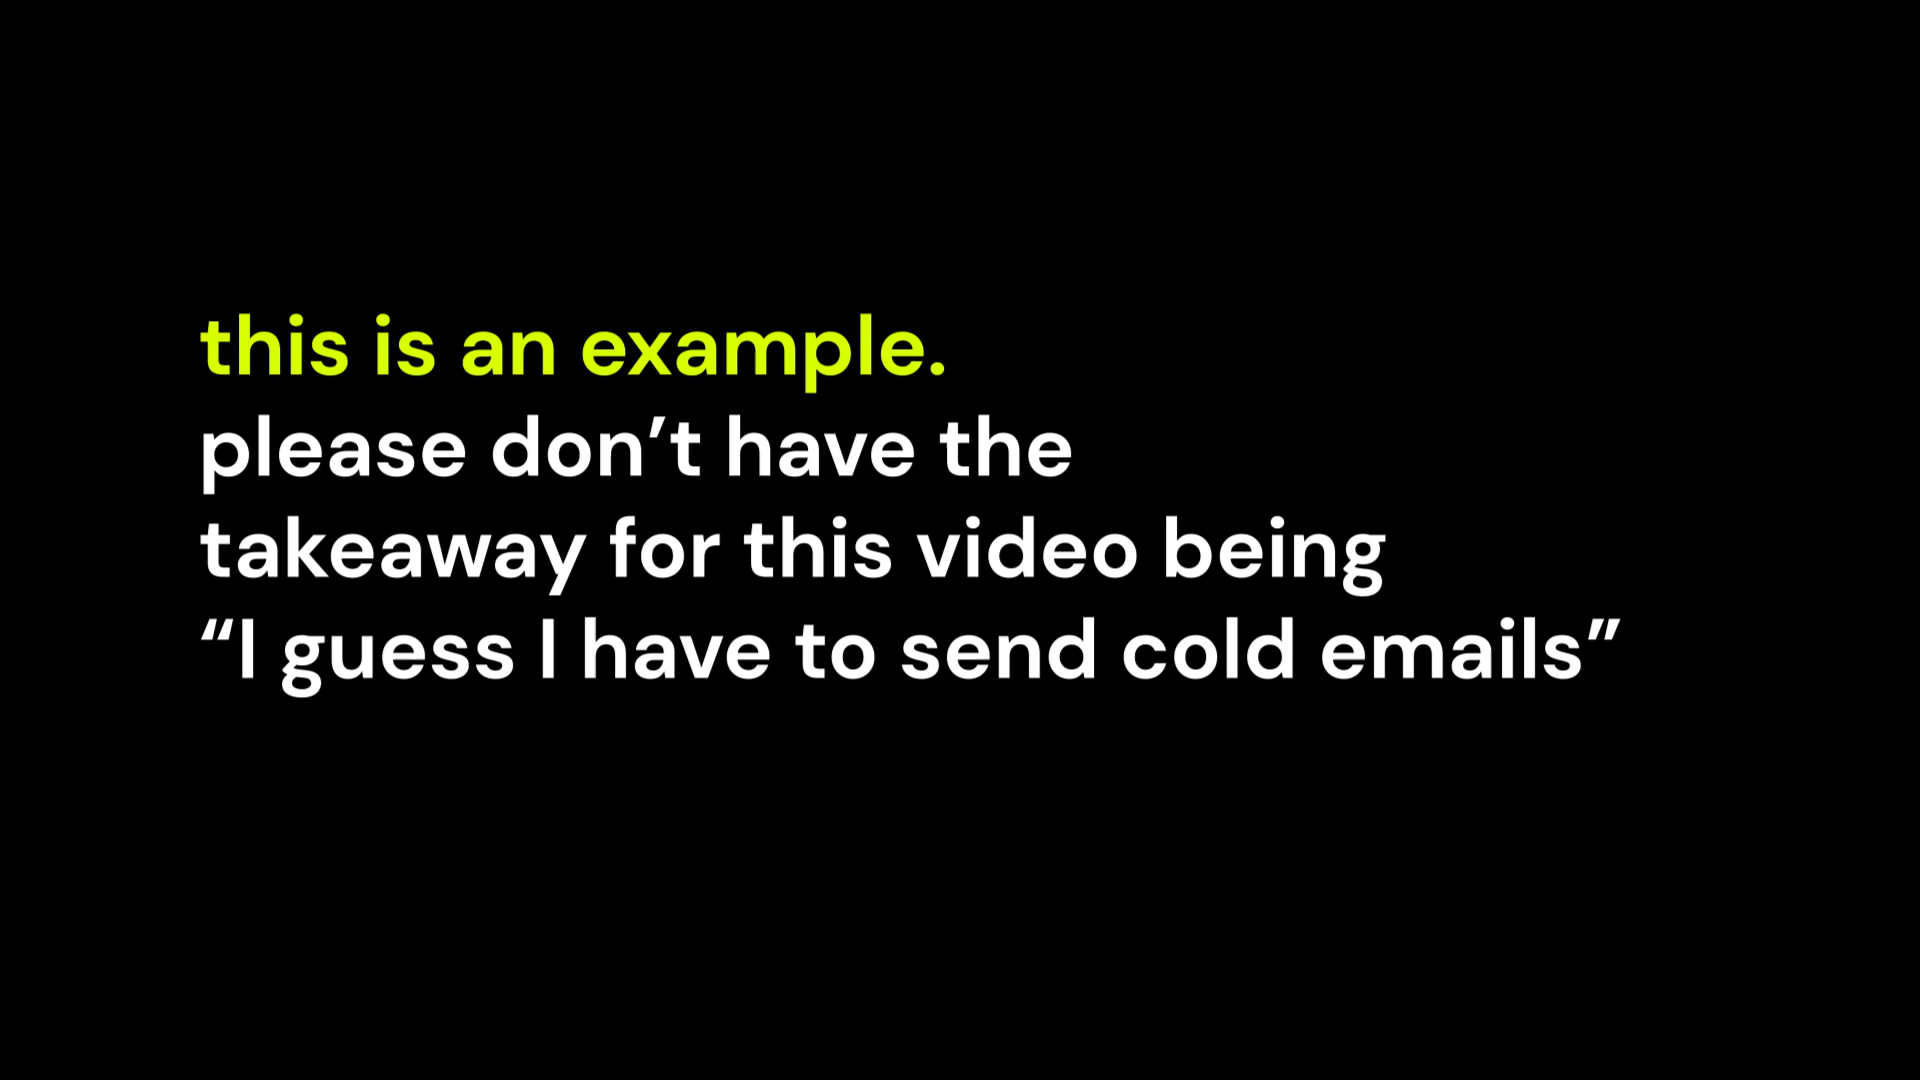 this is an example.
please don’t have the
takeaway for this video being
“I guess I have to send cold emails”